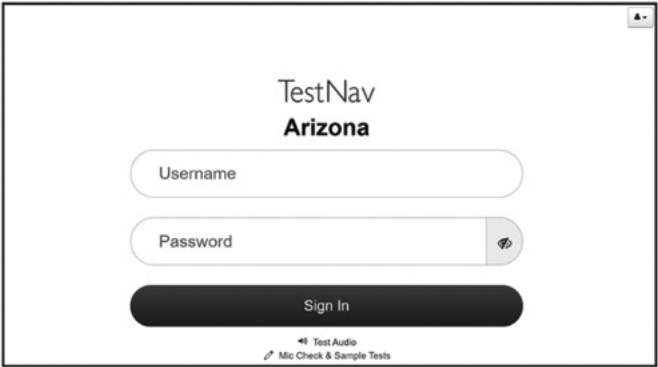 TestNav
Arizona
Username
Password
Sign In
Test Audio
Mic Check & Sample Tests